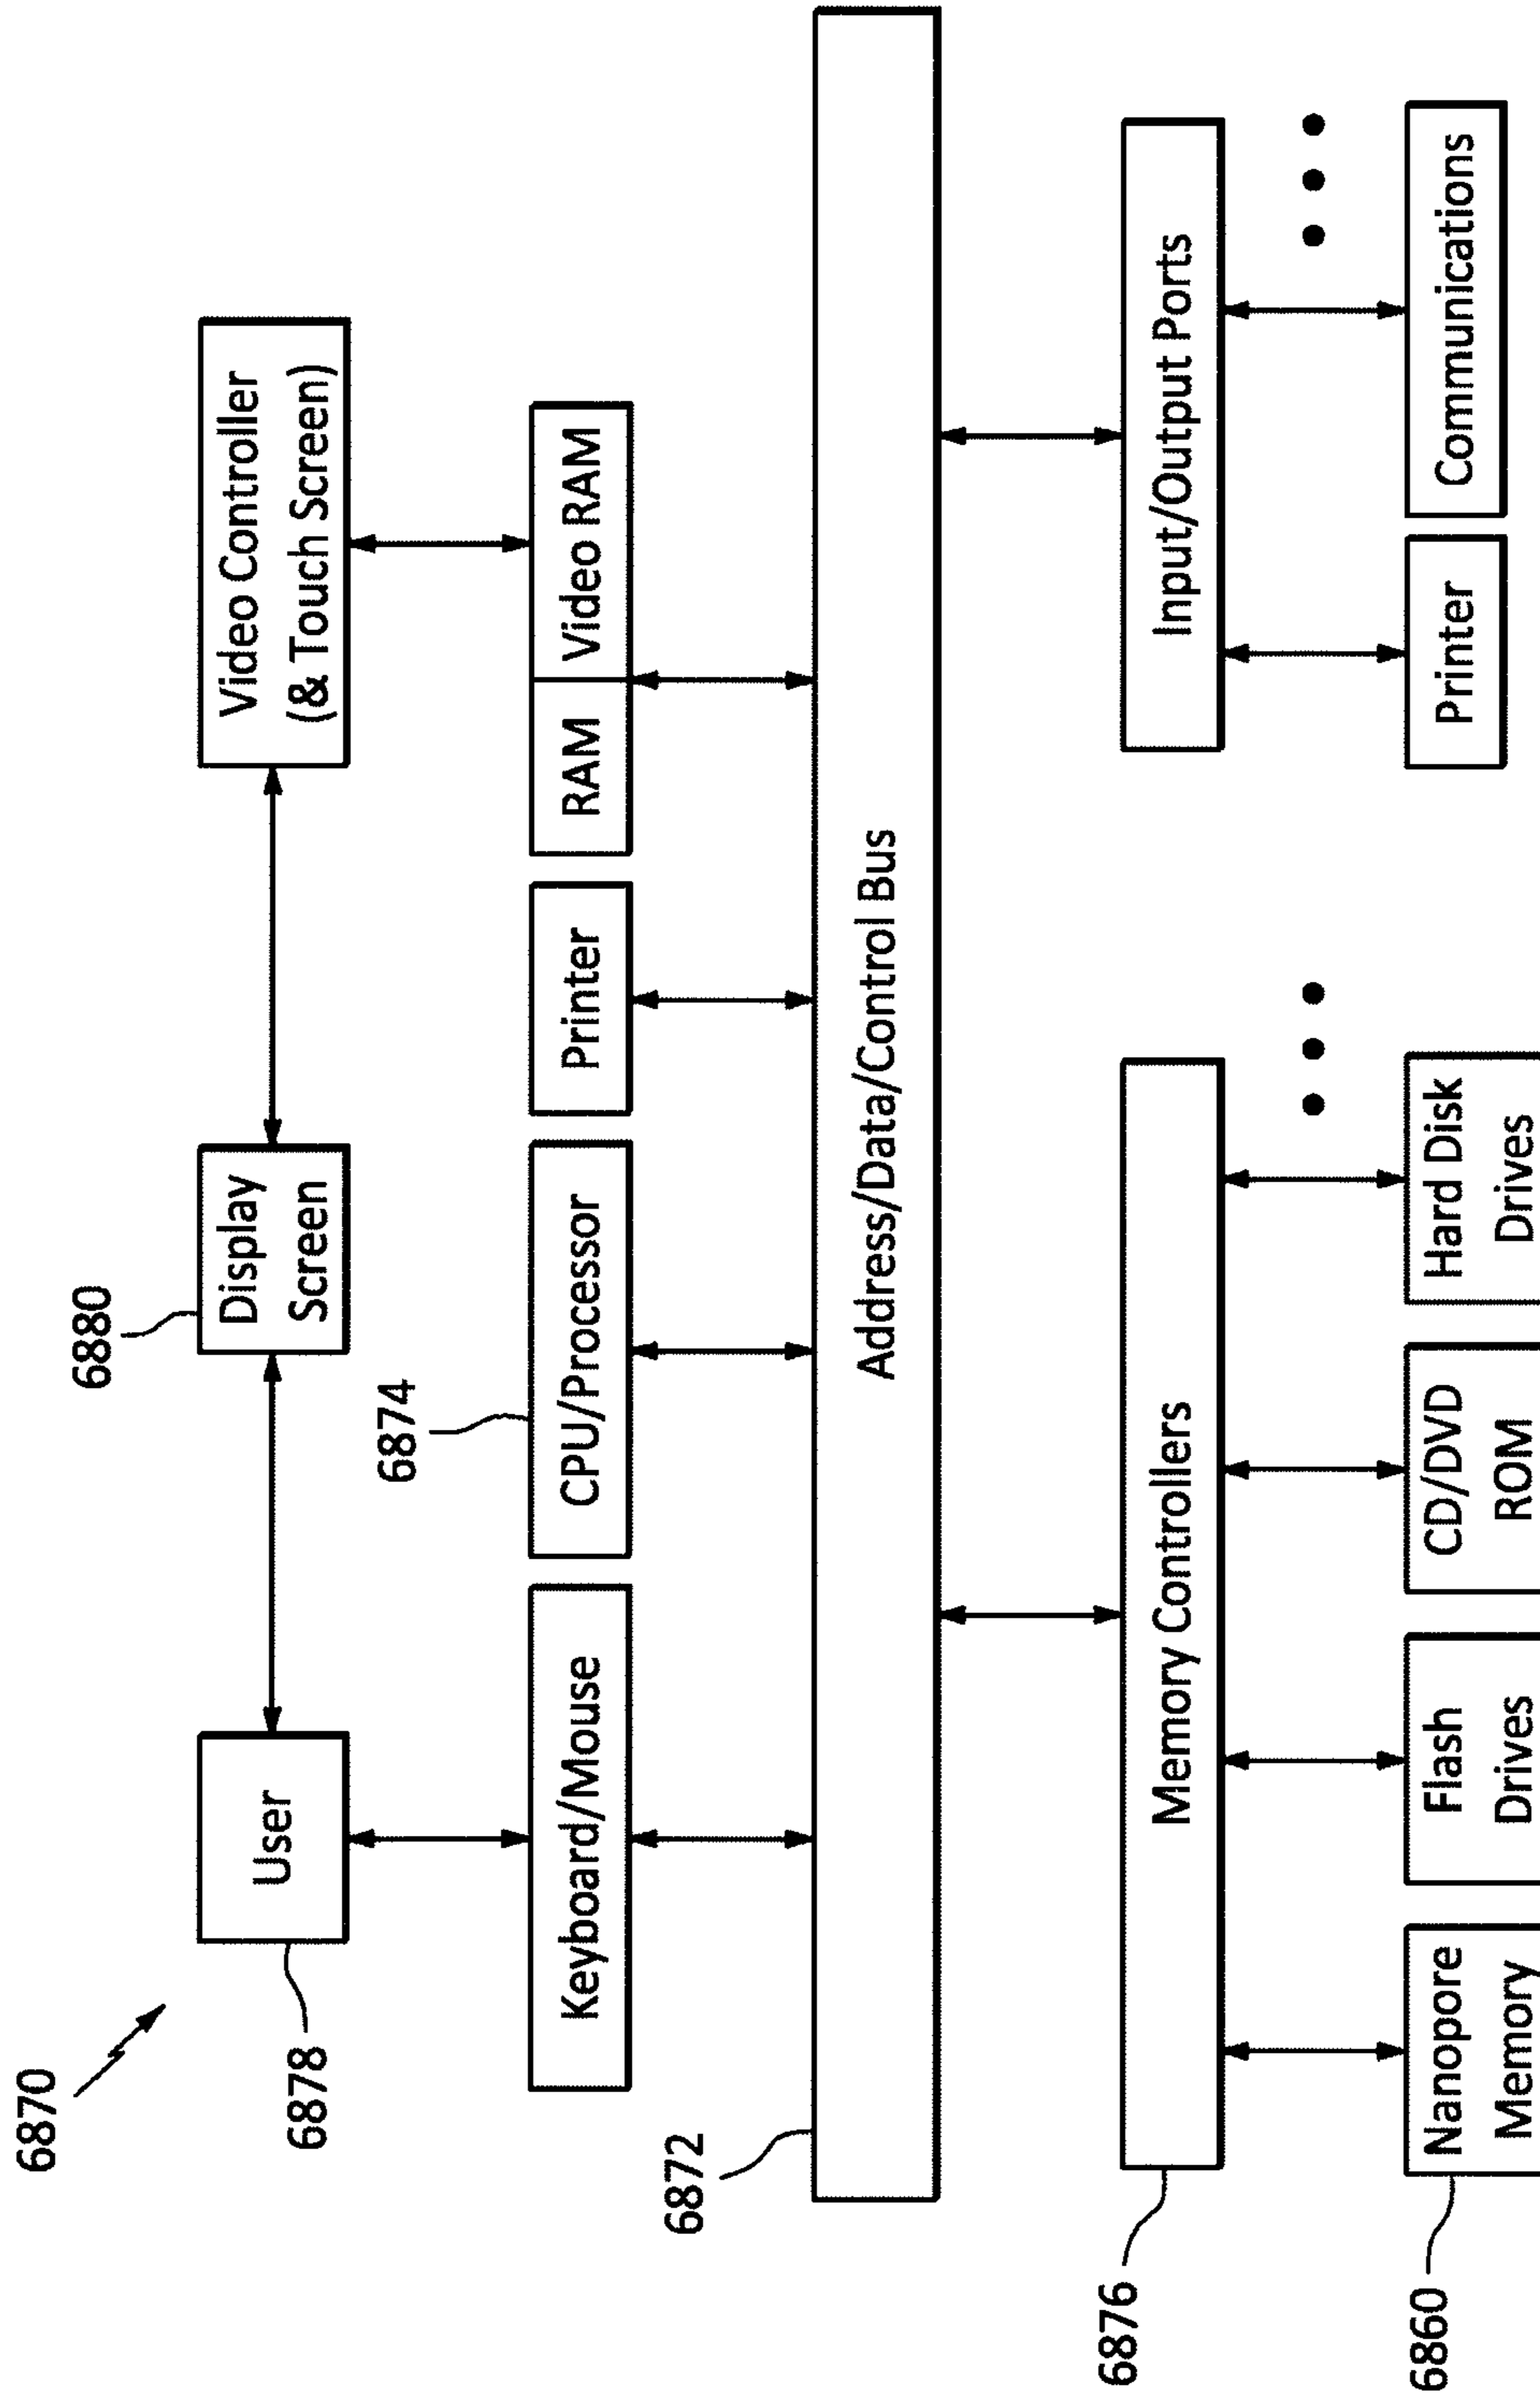 6870
6880
User
Display
Screen
Video Controller
(& Touch Screen)
6878
6874
Keyboard/Mouse
CPU/Processor
Printer
RAM
Video RAM
6872
Address/Data/Control Bus
6876
Memory Controllers
Input/Output Ports
6860
Nanopore
Memory
Flash
Drives
CD/DVD
ROM
Hard Disk
Drives
Printer
Communications